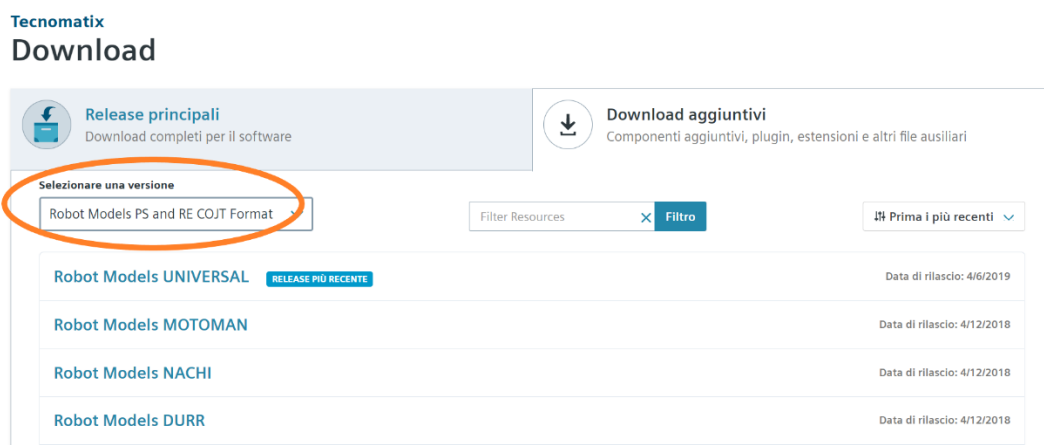 Tecnomatix
Download
Release principali
Download completi per il software
Download aggiuntivi
Componenti aggiuntivi, plugin, estensioni e altri file ausiliari
Selezionare una versione
Robot Models PS and RE COJT Format
Filter Resources
Filtro
Prima i più recenti
Robot Models UNIVERSAL RELEASE PIÙ RECENTE Data di rilascio: 4/6/2019
Robot Models MOTOMAN Data di rilascio: 4/12/2018
Robot Models NACHI Data di rilascio: 4/12/2018
Robot Models DURR Data di rilascio: 4/12/2018